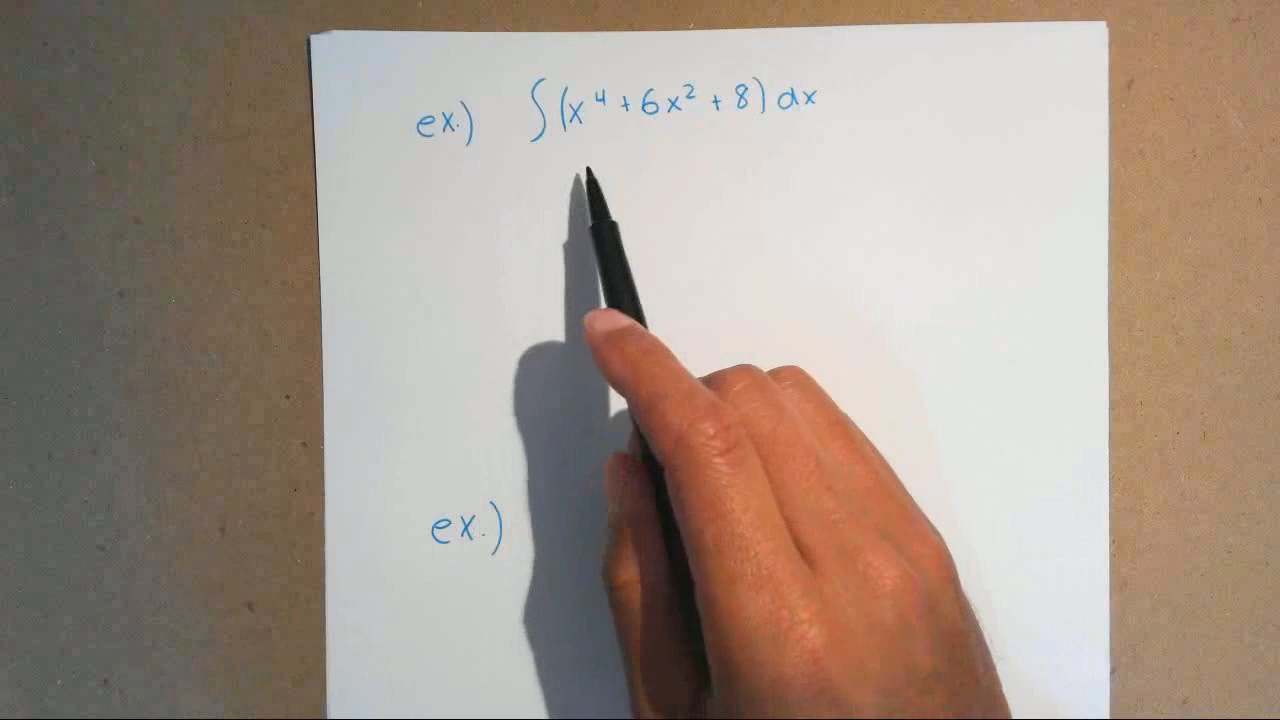 ex.) ∫(x⁴ + 6x² + 8) dx
ex.)